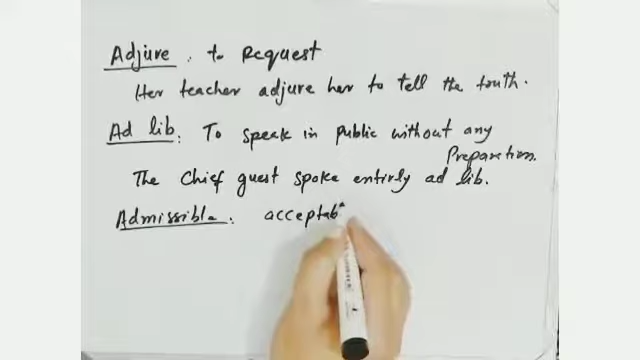 Adjure : to Request
Her teacher adjure her to tell the truth.
Ad lib : To speak in public without any
Preparation.
The Chief guest spoke entirly ad lib.
Admissible : acceptab